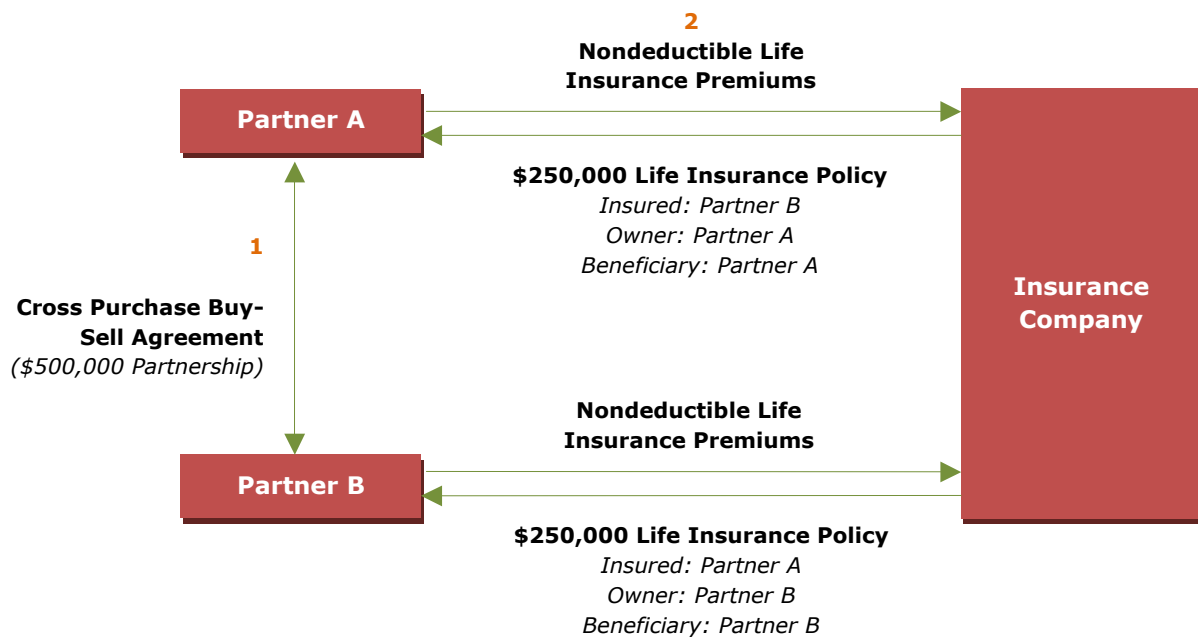 2
Nondeductible Life
Insurance Premiums
Partner A
$250,000 Life Insurance Policy
Insured: Partner B
Owner: Partner A
Beneficiary: Partner A
1
Cross Purchase Buy-
Sell Agreement
($500,000 Partnership)
Insurance
Company
Nondeductible Life
Insurance Premiums
Partner B
$250,000 Life Insurance Policy
Insured: Partner A
Owner: Partner B
Beneficiary: Partner B